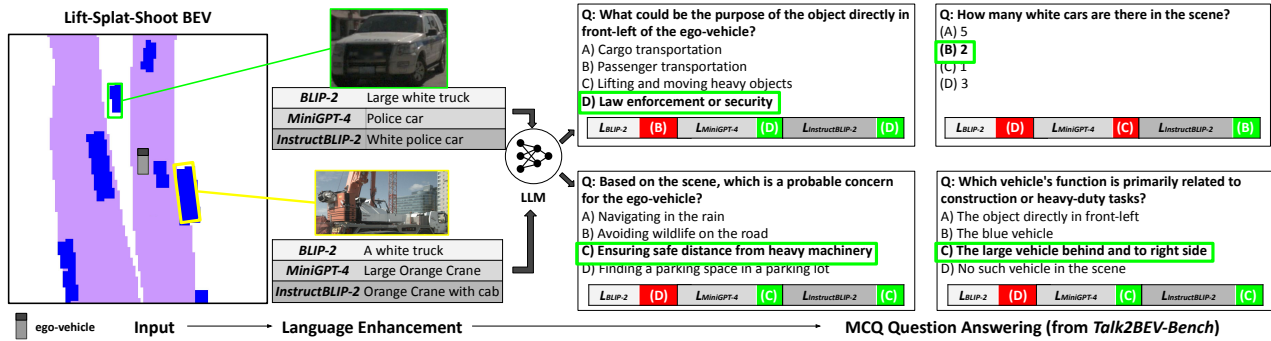 Lift-Splat-Shoot BEV
BLIP-2 Large white truck
MiniGPT-4 Police car
InstructBLIP-2 White police car
BLIP-2 A white truck
MiniGPT-4 Large Orange Crane
InstructBLIP-2 Orange Crane with cab
LLM
Q: What could be the purpose of the object directly in
front-left of the ego-vehicle?
A) Cargo transportation
B) Passenger transportation
C) Lifting and moving heavy objects
D) Law enforcement or security
LBLIP-2 (B) LMiniGPT-4 (D) LInstructBLIP-2 (D)
Q: How many white cars are there in the scene?
(A) 5
(B) 2
(C) 1
(D) 3
LBLIP-2 (D) LMiniGPT-4 (C) LInstructBLIP-2 (B)
Q: Based on the scene, which is a probable concern
for the ego-vehicle?
A) Navigating in the rain
B) Avoiding wildlife on the road
C) Ensuring safe distance from heavy machinery
D) Finding a parking space in a parking lot
LBLIP-2 (D) LMiniGPT-4 (C) LInstructBLIP-2 (C)
Q: Which vehicle's function is primarily related to
construction or heavy-duty tasks?
A) The object directly in front-left
B) The blue vehicle
C) The large vehicle behind and to right side
D) No such vehicle in the scene
LBLIP-2 (D) LMiniGPT-4 (C) LInstructBLIP-2 (C)
ego-vehicle
Input
Language Enhancement
MCQ Question Answering (from Talk2BEV-Bench)